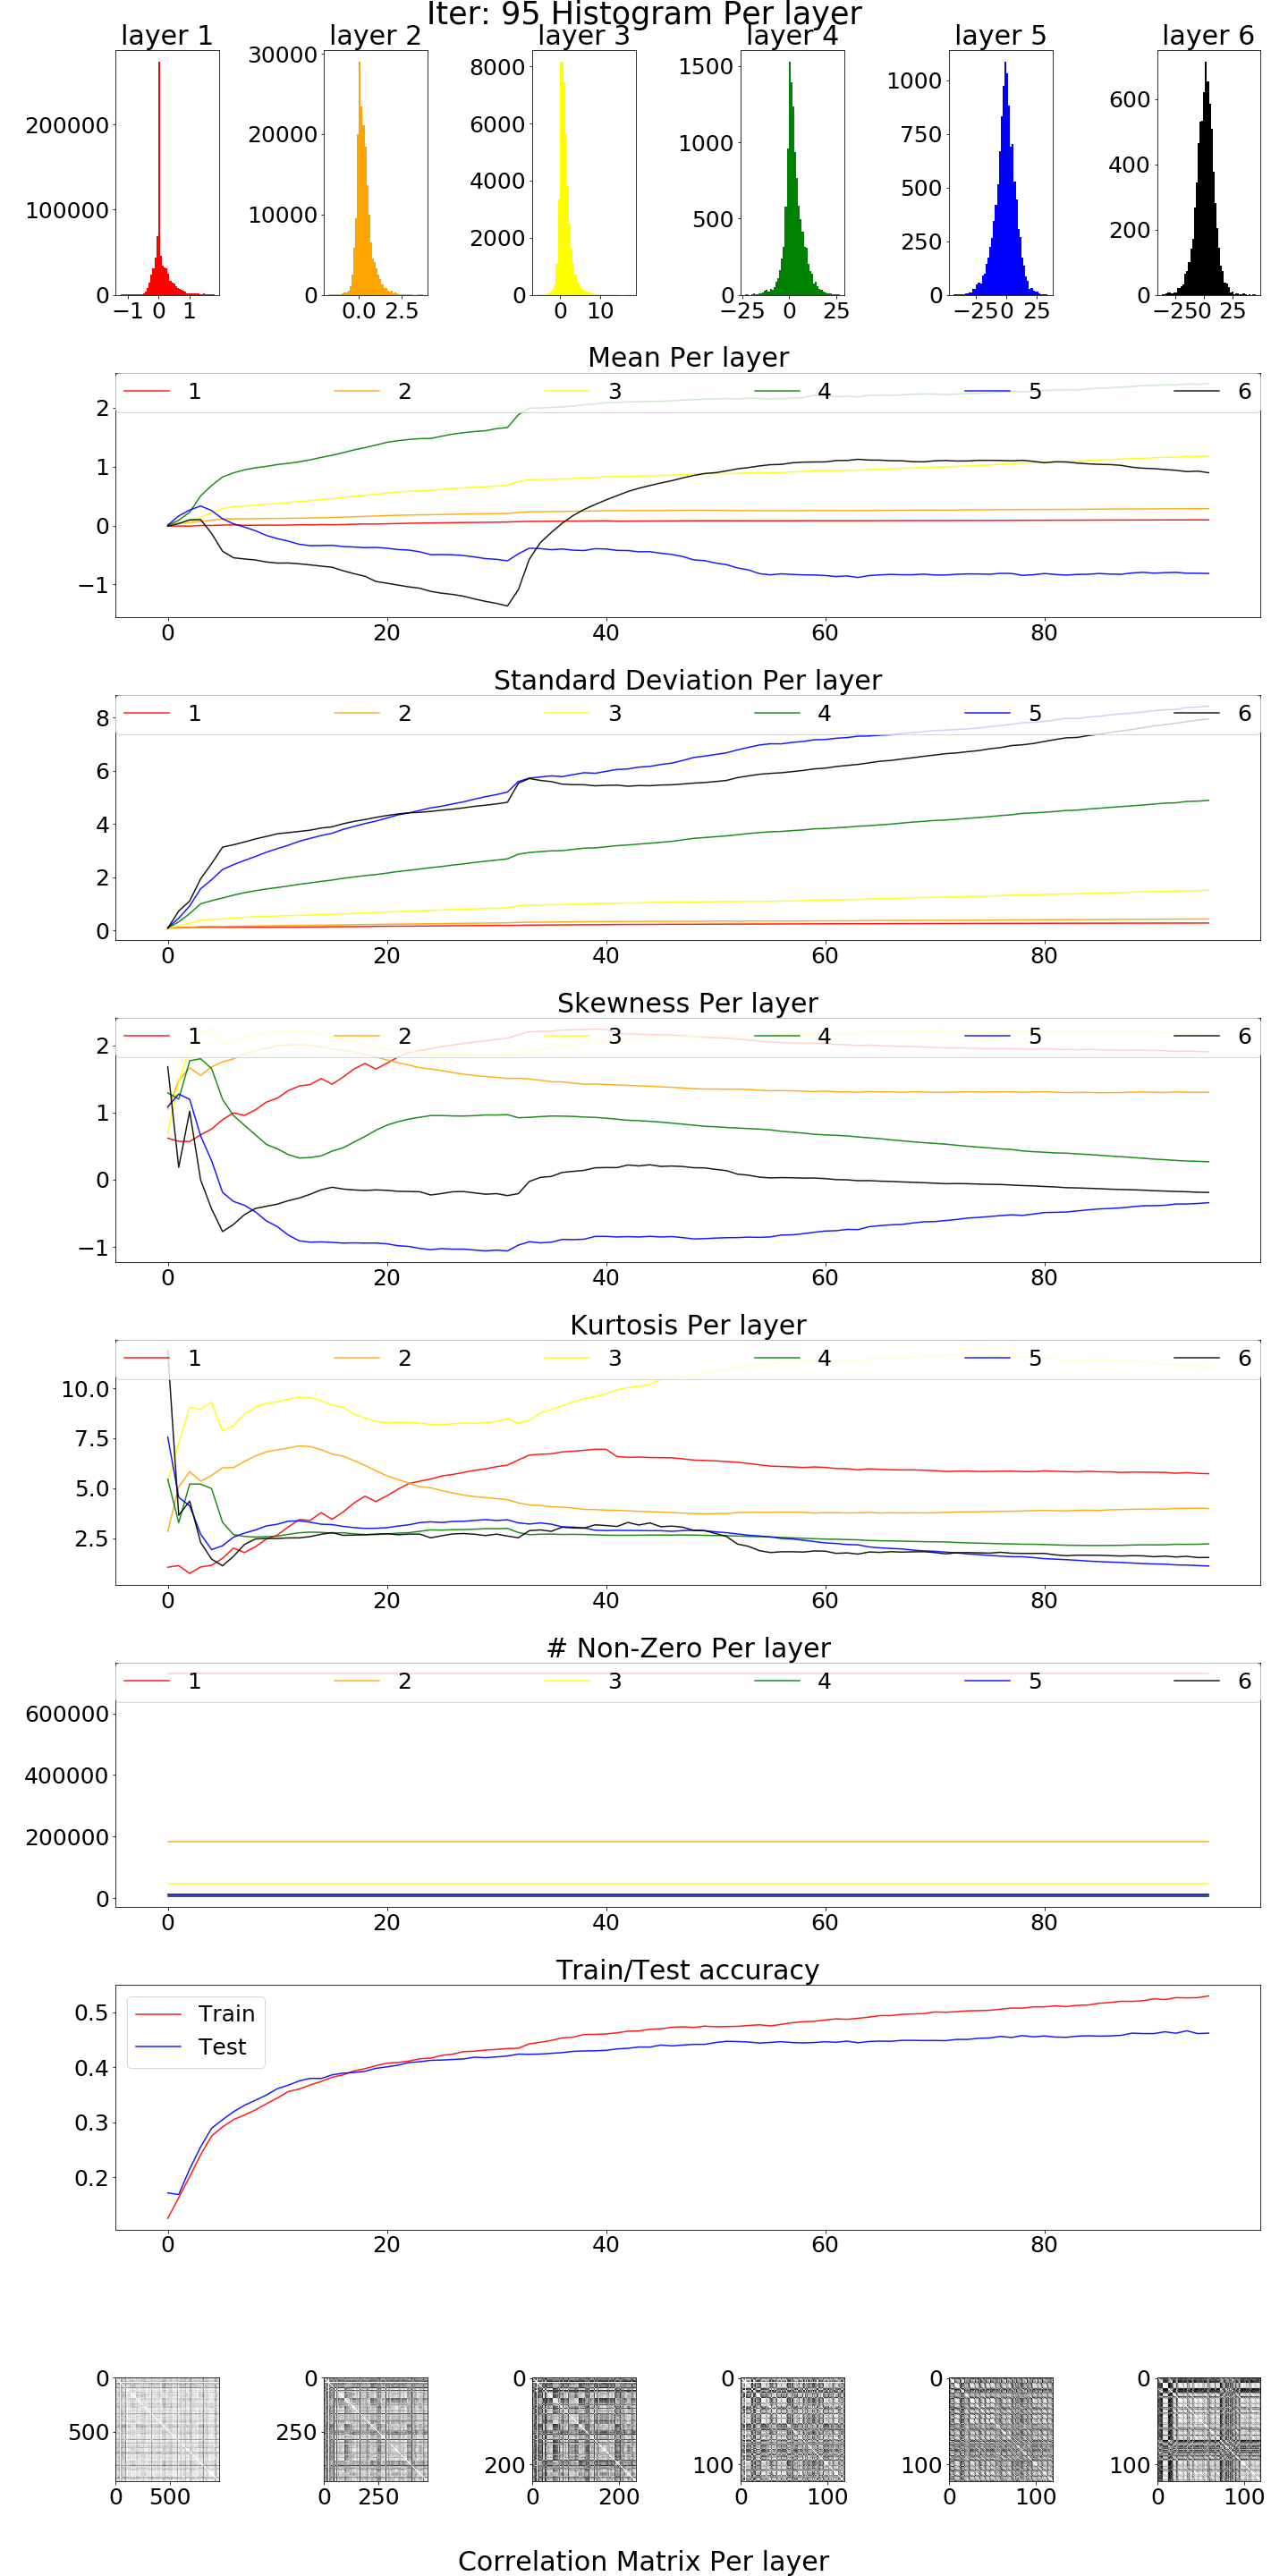 Iter: 95 Histogram Per layer
layer 1 layer 2 layer 3 layer 4 layer 5 layer 6
200000 100000 0
30000 20000 10000 0
8000 6000 4000 2000 0
1500 1000 500 0
1000 750 500 250 0
600 400 200 0
−1 0 1 0.0 2.5 0 10 −25 0 25 −25 0 25 −25 0 25
Mean Per layer
1 2 3 4 5 6
2
1
0
−1
0 20 40 60 80
Standard Deviation Per layer
1 2 3 4 5 6
8
6
4
2
0
0 20 40 60 80
Skewness Per layer
1 2 3 4 5 6
2
1
0
−1
0 20 40 60 80
Kurtosis Per layer
1 2 3 4 5 6
10.0
7.5
5.0
2.5
0 20 40 60 80
# Non-Zero Per layer
1 2 3 4 5 6
600000
400000
200000
0
0 20 40 60 80
Train/Test accuracy
Train
Test
0.5
0.4
0.3
0.2
0 20 40 60 80
0 0 0 0 0 0
500 250 200 100 100 100
0 500 0 250 0 200 0 100 0 100 0 100
Correlation Matrix Per layer